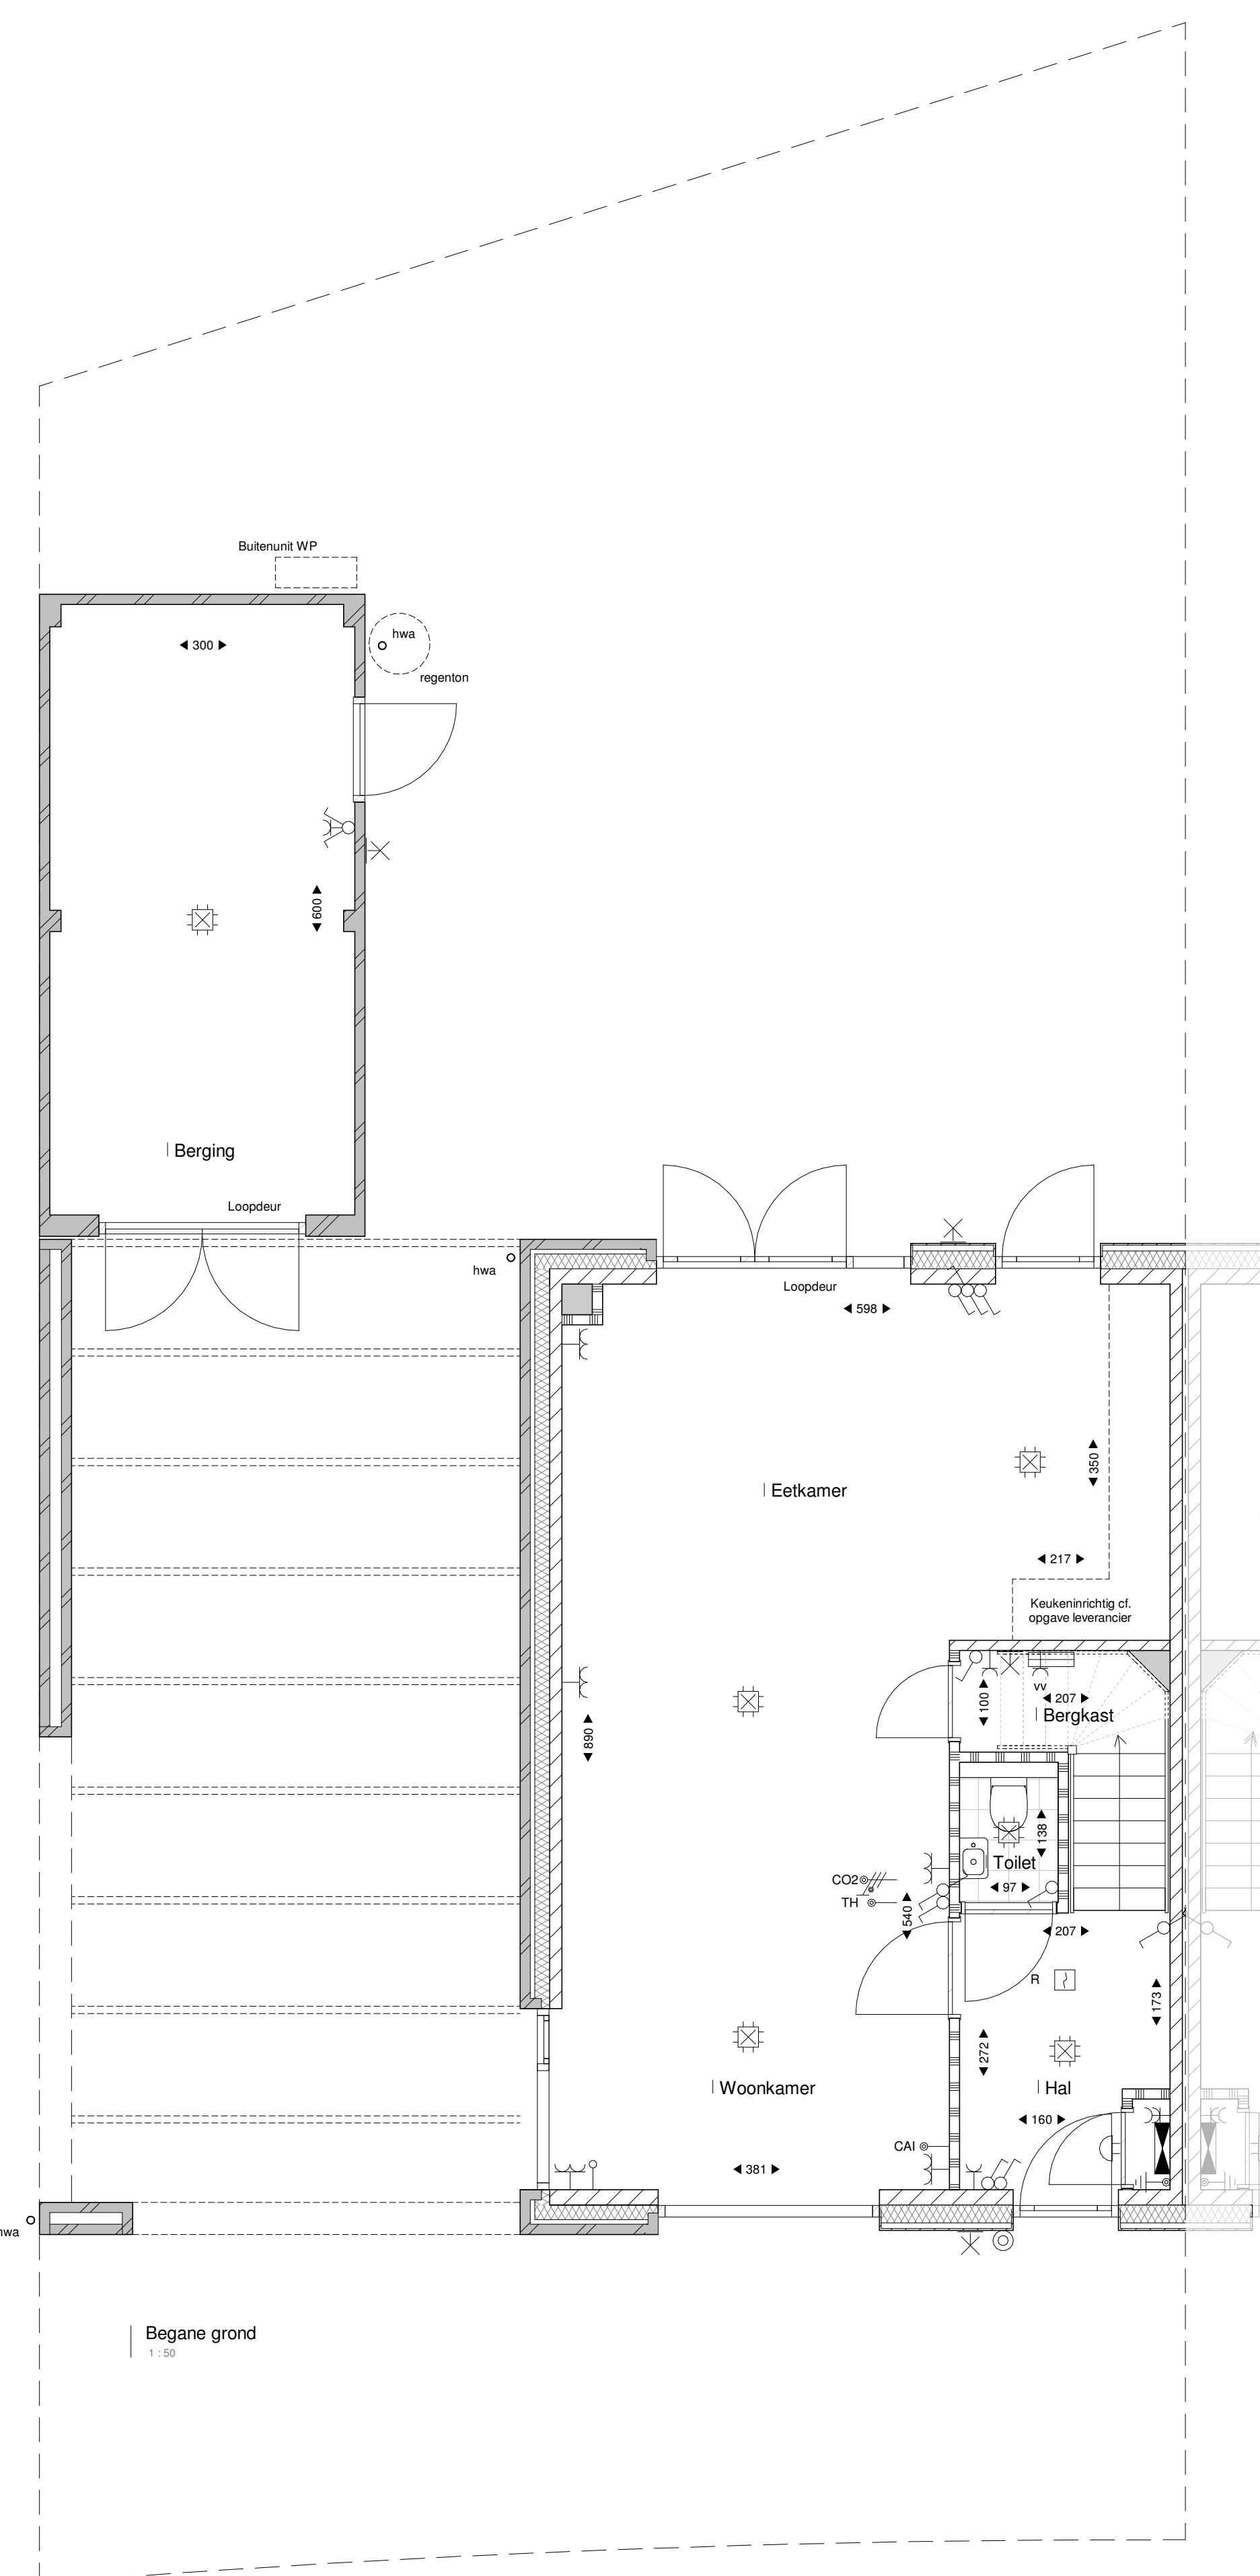 Buitenunit WP
hwa
300
regenton
600
Berging
Loopdeur
hwa
Loopdeur
598
350
Eetkamer
217
Keukeninrichtig cf.
opgave leverancier
vv
100
207
Bergkast
890
138
Toilet
CO2
97
TH
540
207
R
173
272
Woonkamer
Hal
160
CAI
381
hwa
Begane grond
1 : 50